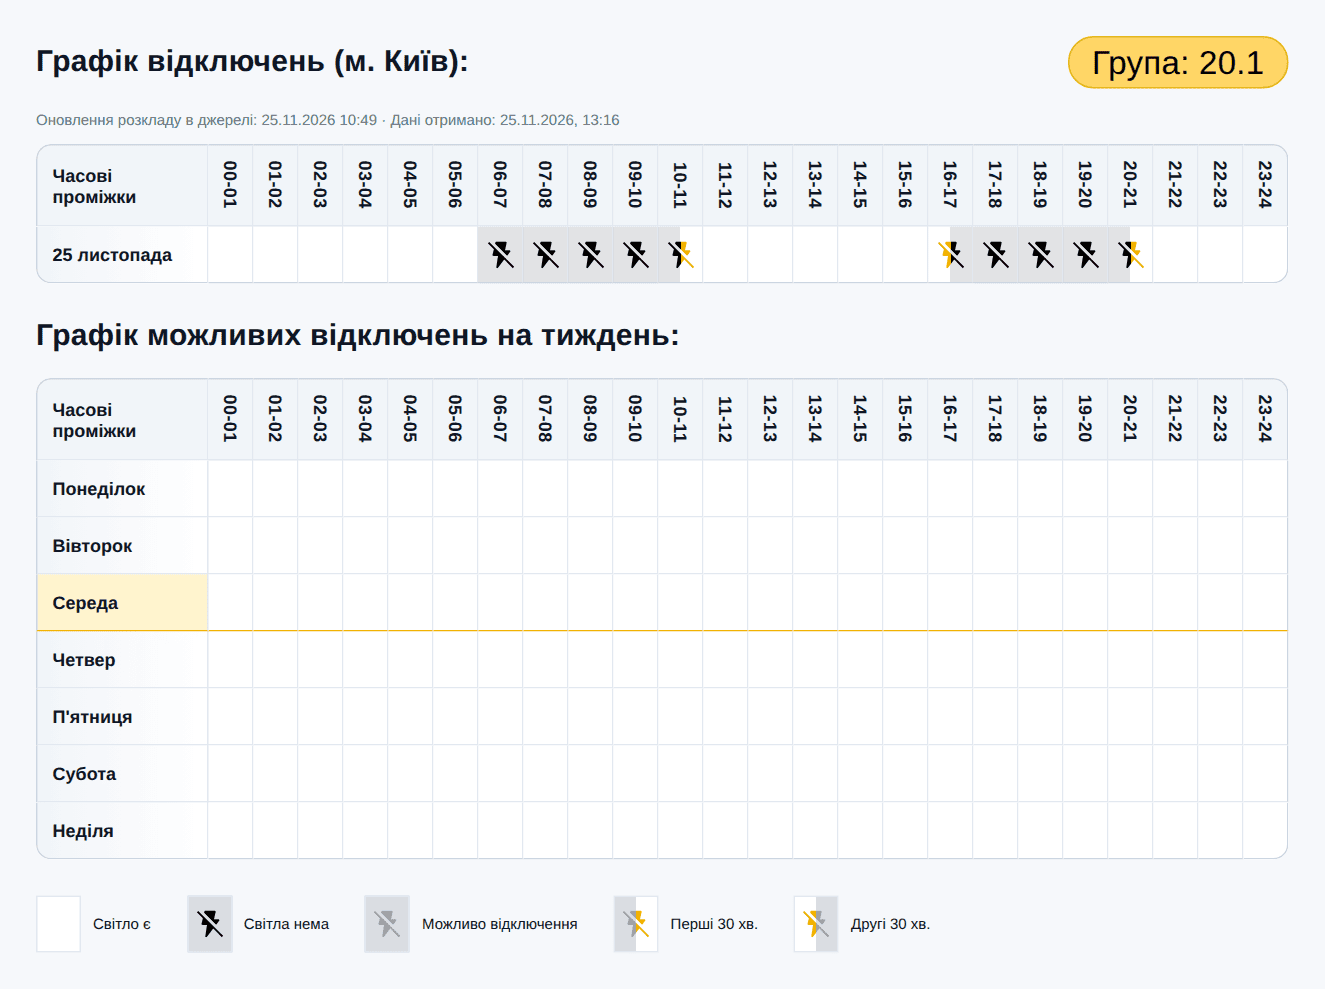 Графік відключень (м. Київ):
Група: 20.1
Оновлення розкладу в джерелі: 25.11.2026 10:49 · Дані отримано: 25.11.2026, 13:16
Часові проміжки 00-01 01-02 02-03 03-04 04-05 05-06 06-07 07-08 08-09 09-10 10-11 11-12 12-13 13-14 14-15 15-16 16-17 17-18 18-19 19-20 20-21 21-22 22-23 23-24
25 листопада
Графік можливих відключень на тиждень:
Часові проміжки 00-01 01-02 02-03 03-04 04-05 05-06 06-07 07-08 08-09 09-10 10-11 11-12 12-13 13-14 14-15 15-16 16-17 17-18 18-19 19-20 20-21 21-22 22-23 23-24
Понеділок
Вівторок
Середа
Четвер
П'ятниця
Субота
Неділя
Світло є Світла нема Можливо відключення Перші 30 хв. Другі 30 хв.